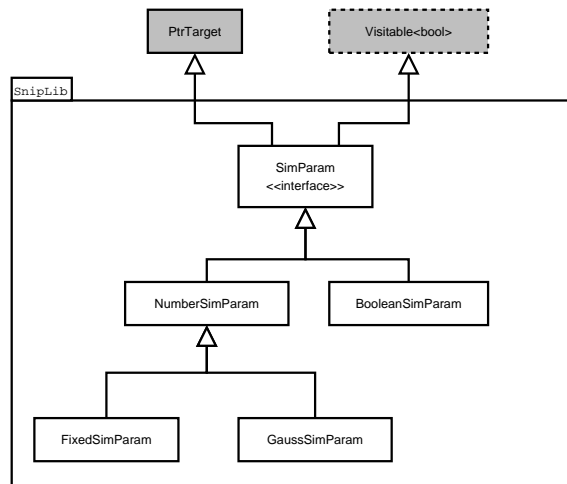 PtrTarget
Visitable<bool>
SnipLib
SimParam
<<interface>>
NumberSimParam
BooleanSimParam
FixedSimParam
GaussSimParam